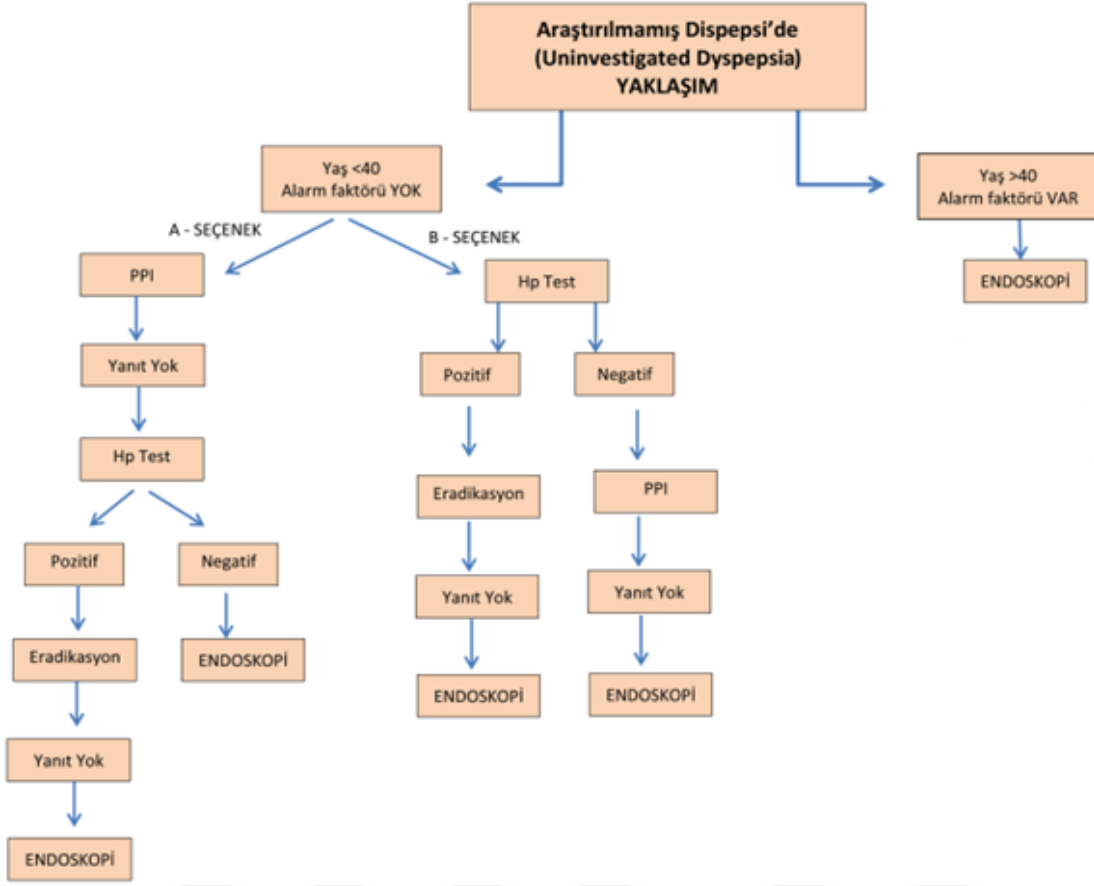 Araştırılmamış Dispepsi’de
(Uninvestigated Dyspepsia)
YAKLAŞIM
Yaş <40
Alarm faktörü YOK
Yaş >40
Alarm faktörü VAR
A - SEÇENEK
B - SEÇENEK
PPI
Hp Test
ENDOSKOPİ
Yanıt Yok
Pozitif
Negatif
Hp Test
Eradikasyon
PPI
Pozitif
Negatif
Yanıt Yok
Yanıt Yok
Eradikasyon
ENDOSKOPİ
ENDOSKOPİ
ENDOSKOPİ
Yanıt Yok
ENDOSKOPİ